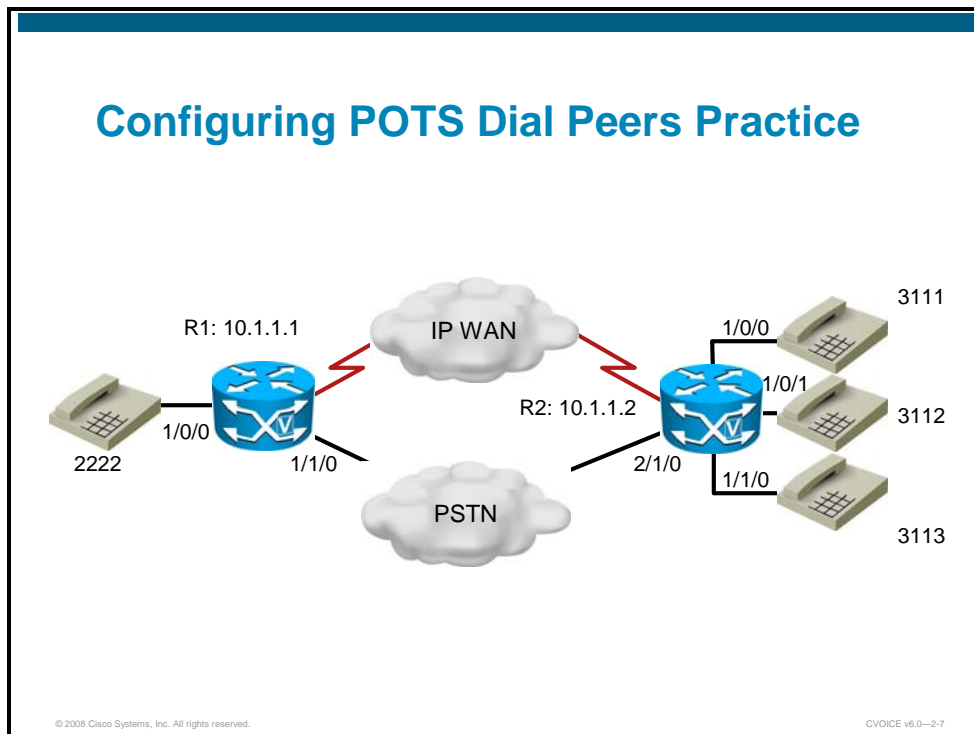 Configuring POTS Dial Peers Practice
R1: 10.1.1.1
IP WAN
1/0/0
3111
1/0/0
2222
1/1/0
R2: 10.1.1.2
1/0/1
3112
2/1/0
1/1/0
PSTN
3113
V
V
© 2008 Cisco Systems, Inc. All rights reserved.
CVOICE v6.0—2-7